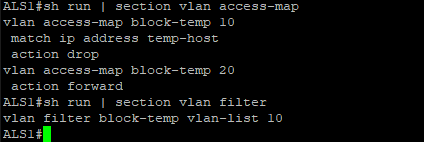 ALS1#sh run | section vlan access-map
vlan access-map block-temp 10
 match ip address temp-host
 action drop
vlan access-map block-temp 20
 action forward
ALS1#sh run | section vlan filter
vlan filter block-temp vlan-list 10
ALS1#